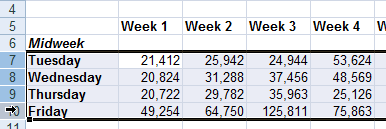 4
5 Week 1 Week 2 Week 3 Week 4 W
6 Midweek
7 Tuesday 21,412 25,942 24,944 53,624
8 Wednesday 20,824 31,288 37,456 48,569
9 Thursday 20,722 29,782 35,963 25,126
Friday 49,254 64,750 125,811 75,863
11